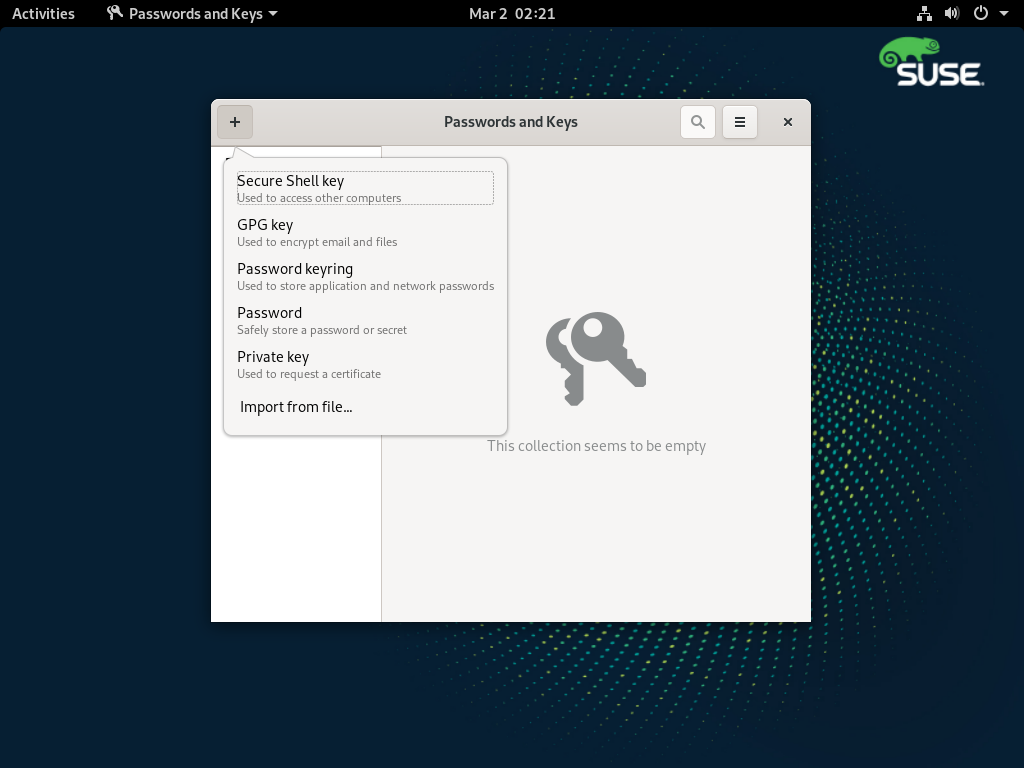 Activities
Passwords and Keys
Mar 2 02:21
SUSE
Passwords and Keys
Secure Shell key
Used to access other computers
GPG key
Used to encrypt email and files
Password keyring
Used to store application and network passwords
Password
Safely store a password or secret
Private key
Used to request a certificate
Import from file...
This collection seems to be empty